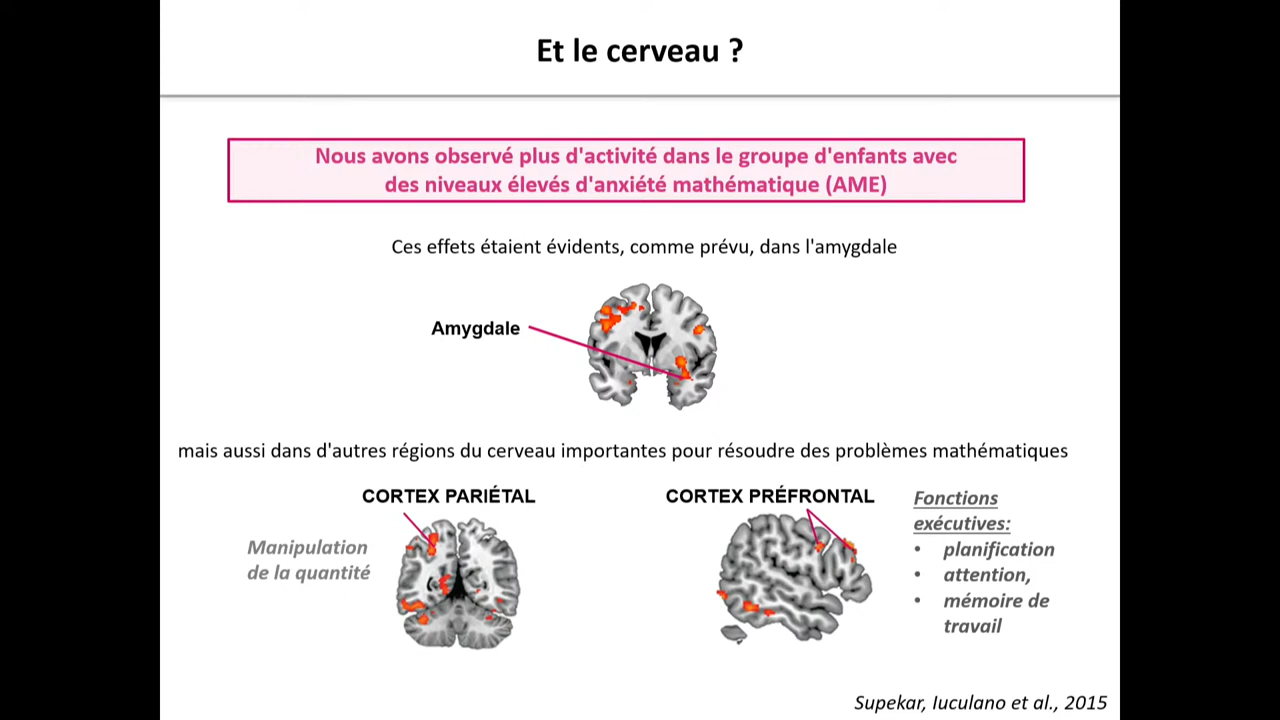 Et le cerveau ?
Nous avons observé plus d'activité dans le groupe d'enfants avec
des niveaux élevés d'anxiété mathématique (AME)
Ces effets étaient évidents, comme prévu, dans l'amygdale
Amygdale
mais aussi dans d'autres régions du cerveau importantes pour résoudre des problèmes mathématiques
CORTEX PARIÉTAL
Manipulation
de la quantité
CORTEX PRÉFRONTAL
Fonctions
exécutives:
• planification
• attention,
• mémoire de
travail
Supekar, Iuculano et al., 2015